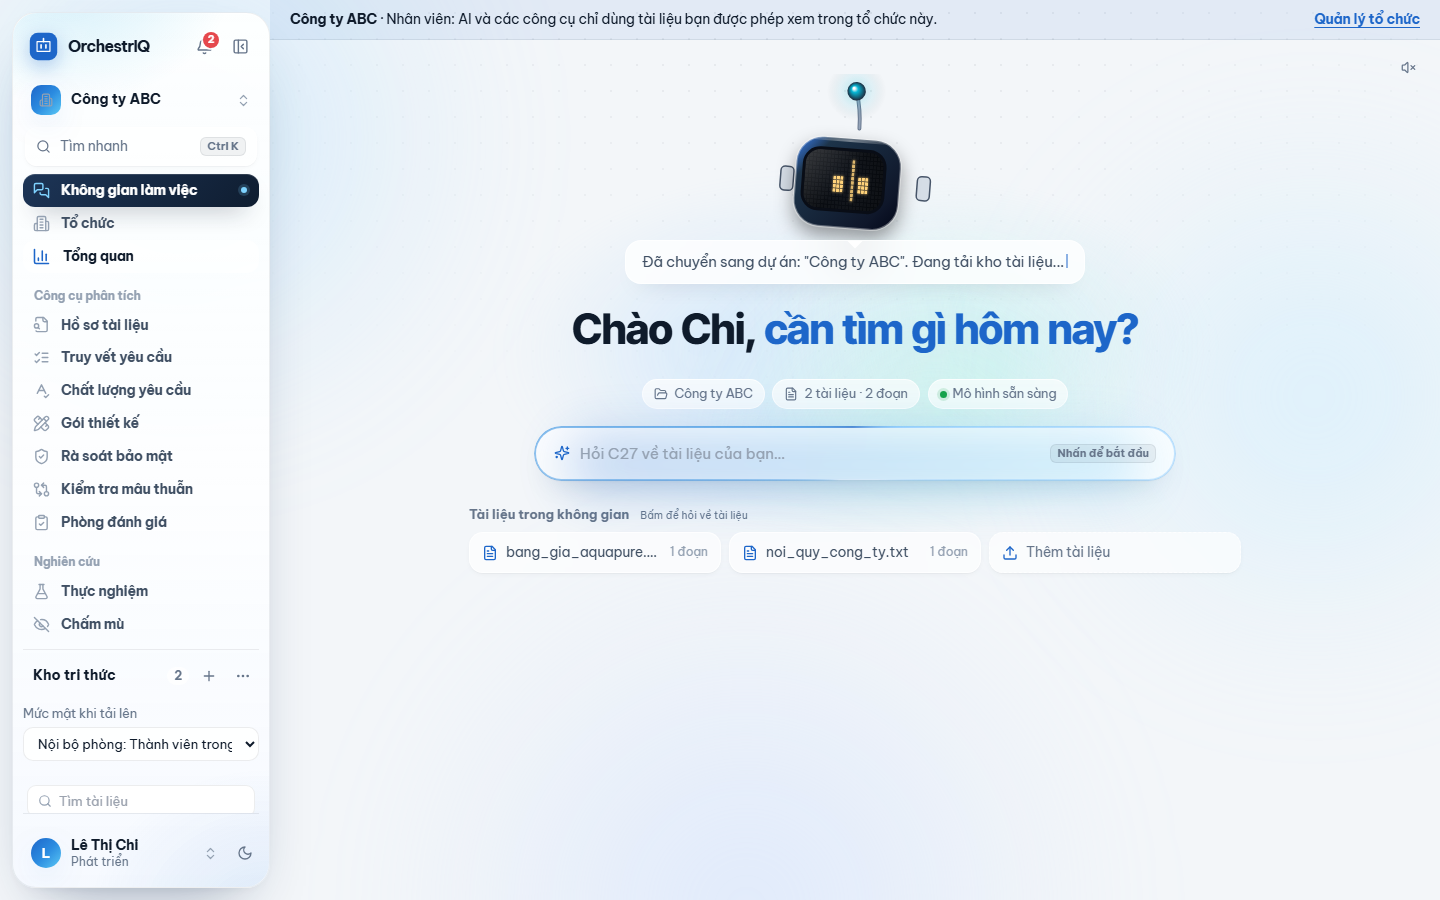 Công ty ABC · Nhân viên: AI và các công cụ chỉ dùng tài liệu bạn được phép xem trong tổ chức này.
Quản lý tổ chức
OrchestrIQ
2
Công ty ABC
Tìm nhanh
Ctrl K
Không gian làm việc
Tổ chức
Tổng quan
Công cụ phân tích
Hồ sơ tài liệu
Truy vết yêu cầu
Chất lượng yêu cầu
Gói thiết kế
Rà soát bảo mật
Kiểm tra mâu thuẫn
Phòng đánh giá
Nghiên cứu
Thực nghiệm
Chấm mù
Kho tri thức
2
Mức mật khi tải lên
Nội bộ phòng: Thành viên trong
Tìm tài liệu
L
Lê Thị Chi
Phát triển
Đã chuyển sang dự án: "Công ty ABC". Đang tải kho tài liệu...
Chào Chi, cần tìm gì hôm nay?
Công ty ABC
2 tài liệu · 2 đoạn
Mô hình sẵn sàng
Hỏi C27 về tài liệu của bạn...
Nhấn để bắt đầu
Tài liệu trong không gian
Bấm để hỏi về tài liệu
bang_gia_aquapure....
1 đoạn
noi_quy_cong_ty.txt
1 đoạn
Thêm tài liệu